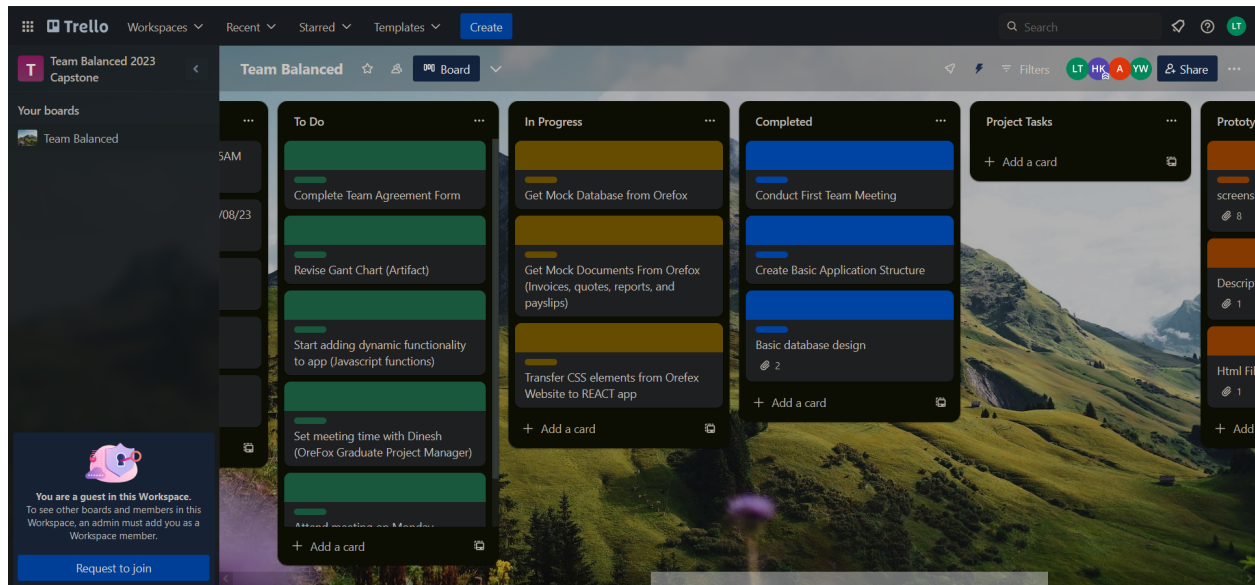 Trello
Workspaces
Recent
Starred
Templates
Create
Search
LT
T
Team Balanced 2023
Capstone
Your boards
Team Balanced
You are a guest in this Workspace.
To see other boards and members in this
Workspace, an admin must add you as a
Workspace member.
Request to join
Team Balanced
Board
Filters
LT
HK
A
YW
Share
5AM
/08/23
To Do
Complete Team Agreement Form
Revise Gant Chart (Artifact)
Start adding dynamic functionality
to app (Javascript functions)
Set meeting time with Dinesh
(OreFox Graduate Project Manager)
Attend meeting on Monday
+ Add a card
In Progress
Get Mock Database from Orefox
Get Mock Documents From Orefox
(Invoices, quotes, reports, and
payslips)
Transfer CSS elements from Orefex
Website to REACT app
+ Add a card
Completed
Conduct First Team Meeting
Create Basic Application Structure
Basic database design
2
+ Add a card
Project Tasks
+ Add a card
Prototy
screens
8
Descrip
1
Html Fil
1
+ Add